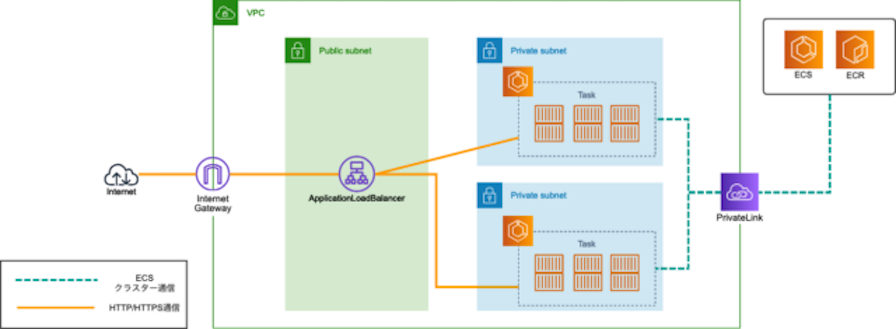 VPC
Public subnet
Private subnet
Task
ECS
ECR
Internet
Internet
Gateway
ApplicationLoadBalancer
Private subnet
Task
PrivateLink
ECS
クラスター通信
HTTP/HTTPS通信